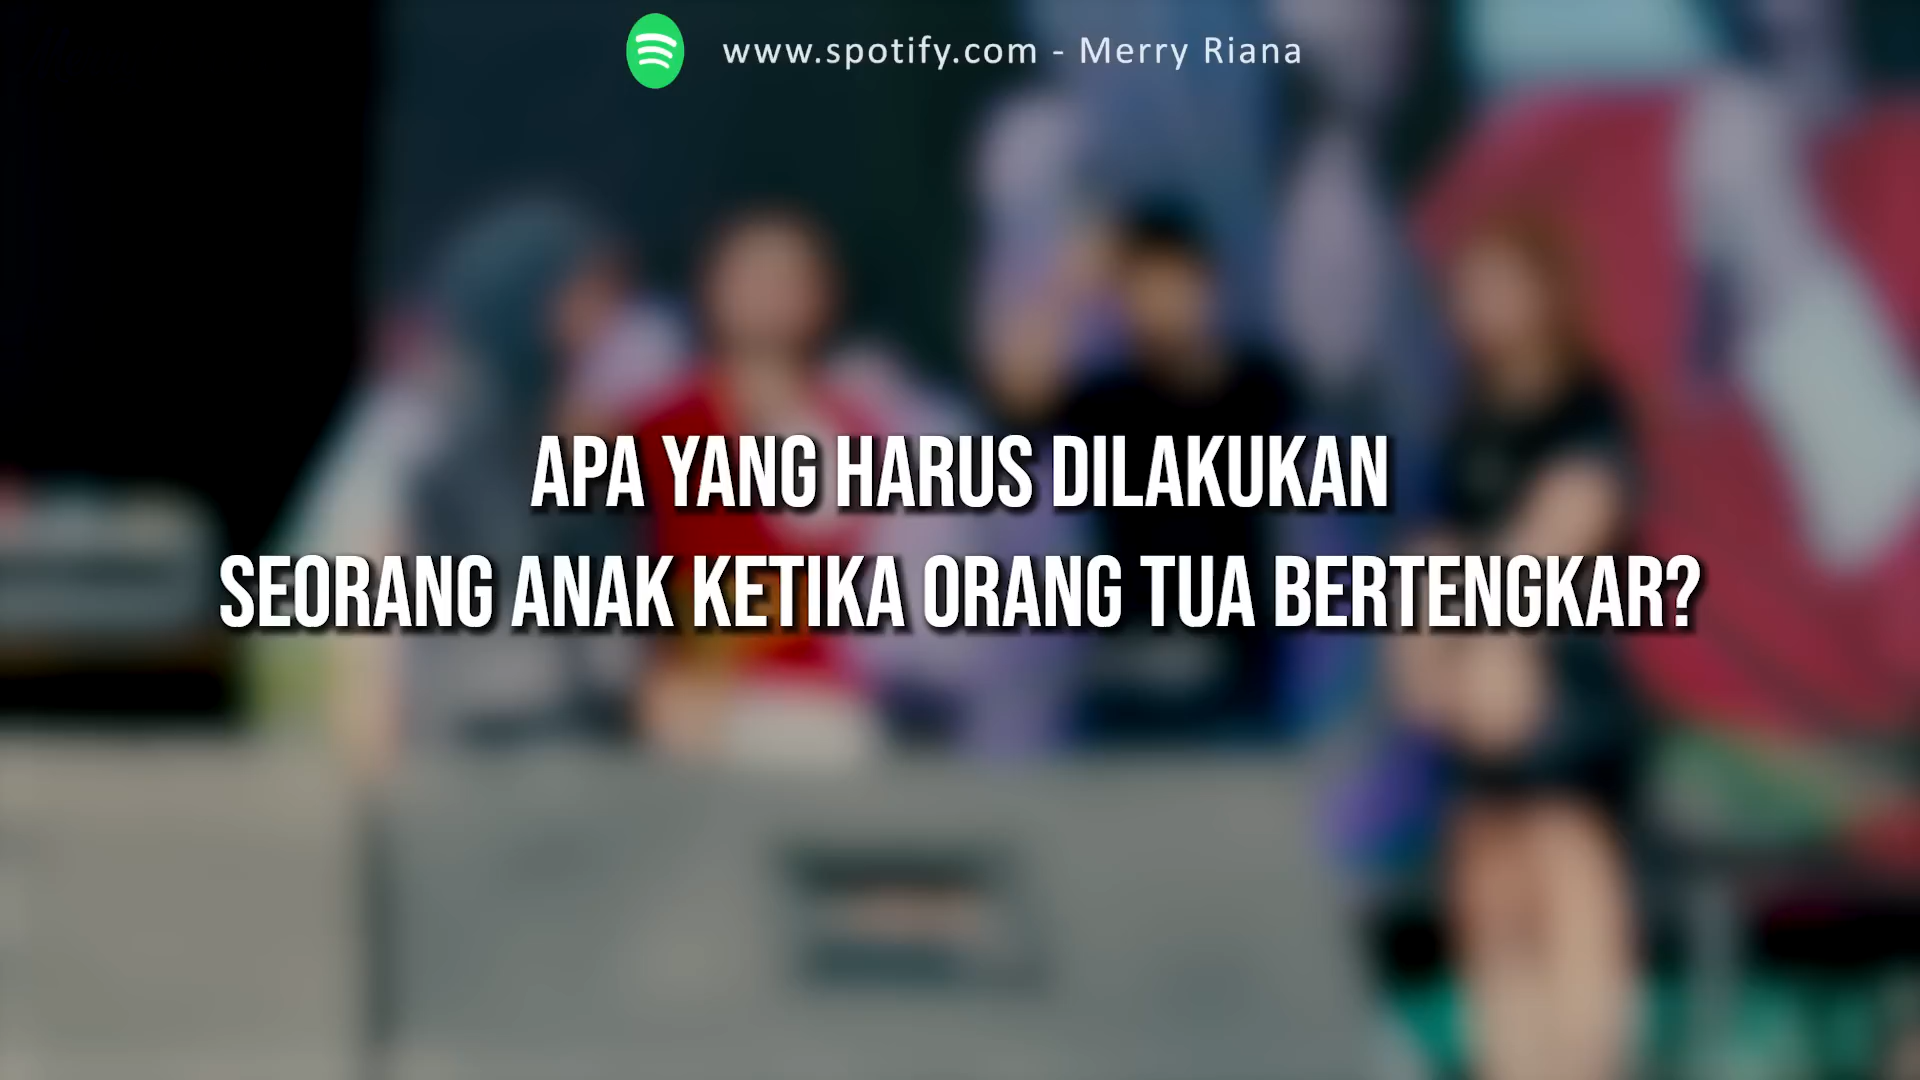 www.spotify.com - Merry Riana
APA YANG HARUS DILAKUKAN
SEORANG ANAK KETIKA ORANG TUA BERTENGKAR?